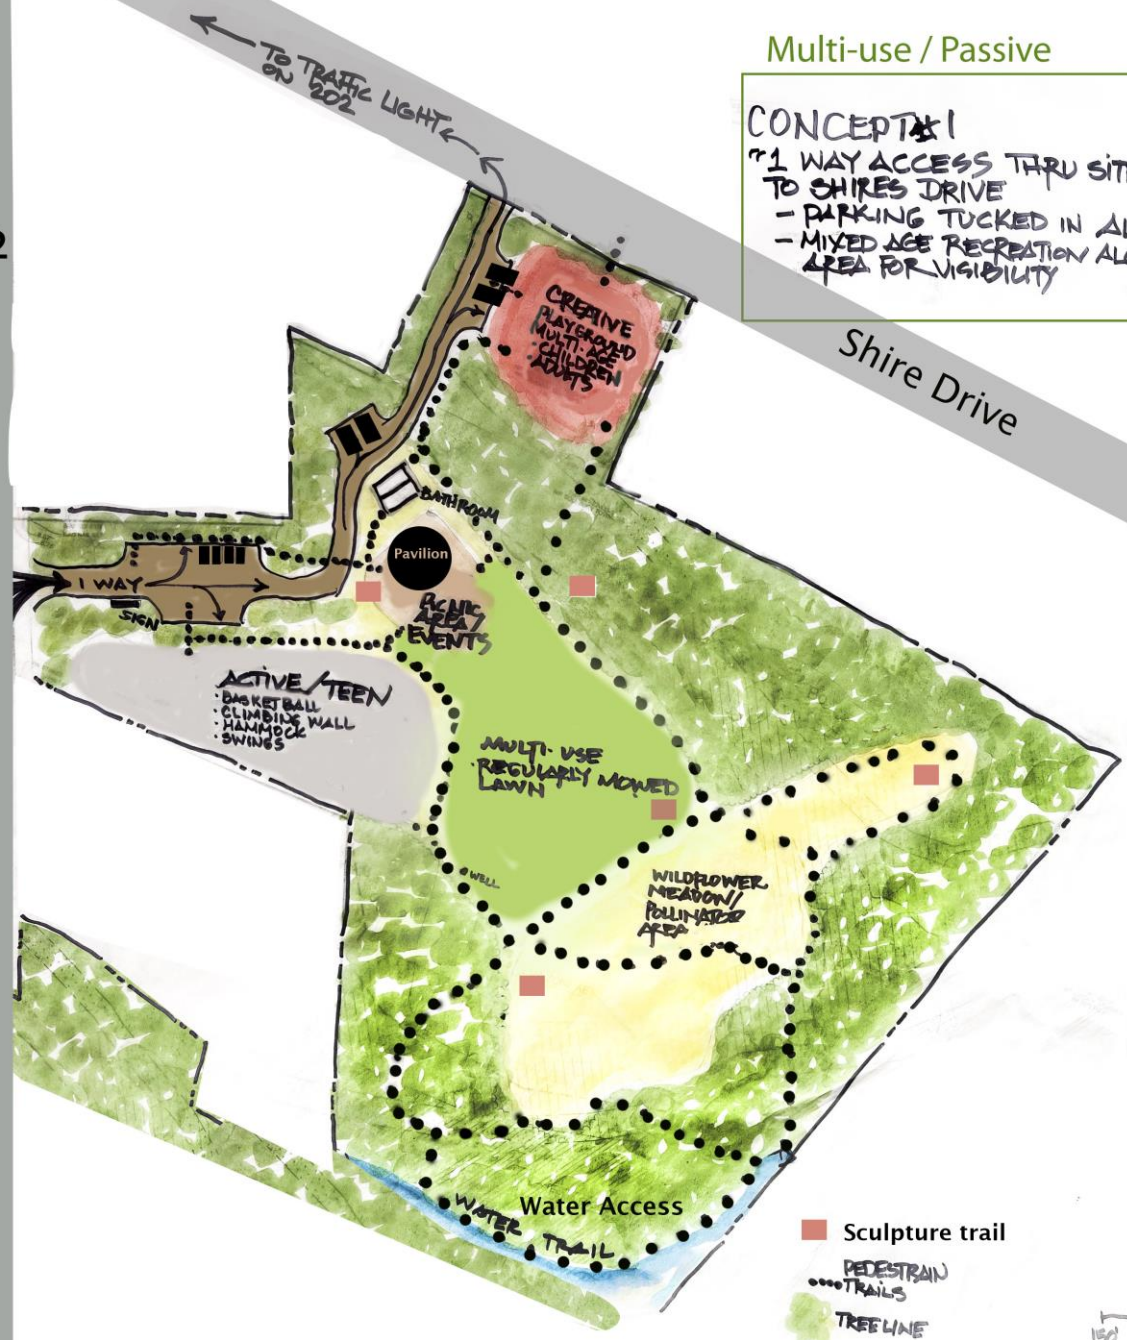 TO TRAFFIC LIGHT
ON 202
Multi-use / Passive
CONCEPT #1
1 WAY ACCESS THRU SITE
TO SHIRES DRIVE
- PARKING TUCKED IN
- MIXED AGE RECREATION
AREA FOR VISIBILITY
2
Shire Drive
CREATIVE
PLAYGROUND
MULTI-AGE
CHILDREN
ADULTS
BATHROOM
Pavilion
1 WAY
SIGN
PICNIC
AREA/
EVENTS
ACTIVE/TEEN
·BASKETBALL
·CLIMBING WALL
·HAMMOCK
·SWINGS
MULTI-USE
·REGULARLY MOWED
LAWN
WELL
WILDFLOWER
MEADOW/
POLLINATOR
AREA
Water Access
WATER TRAIL
Sculpture trail
PEDESTRAIN
TRAILS
TREELINE